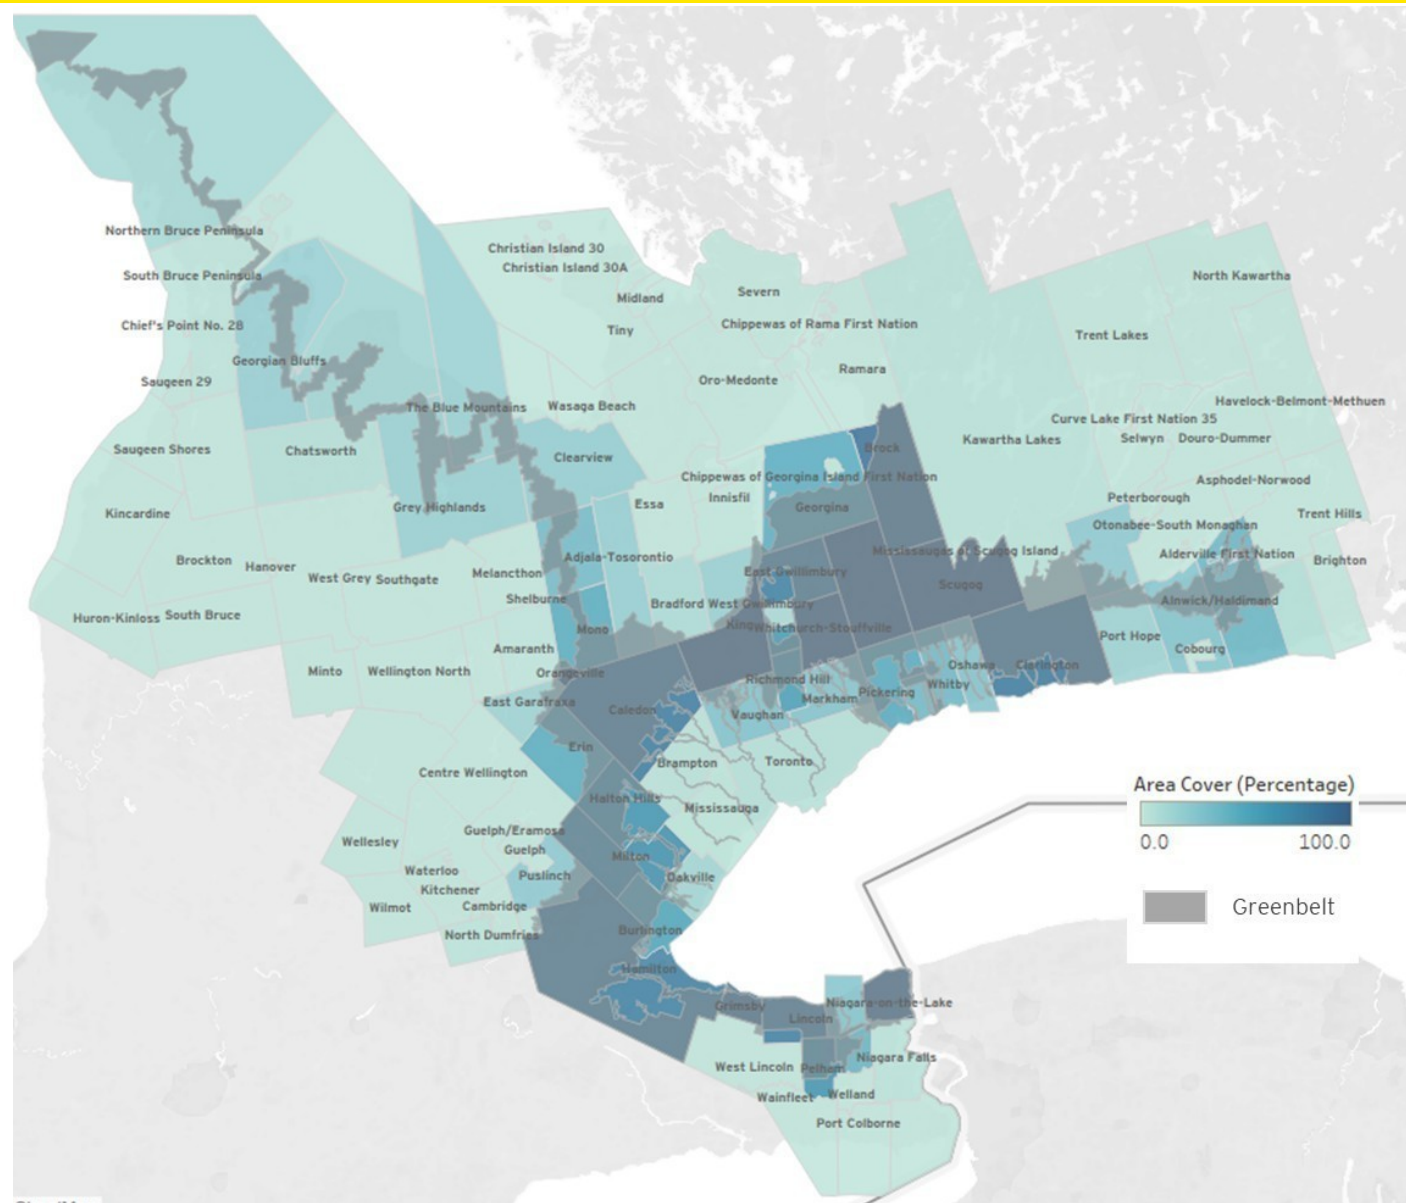 Northern Bruce Peninsula
Christian Island 30
Christian Island 30A
South Bruce Peninsula
North Kawartha
Midland
Severn
Chief's Point No. 28
Tiny
Chippewas of Rama First Nation
Trent Lakes
Georgian Bluffs
Ramara
Saugeen 29
Oro-Medonte
The Blue Mountains
Wasaga Beach
Havelock-Belmont-Methuen
Curve Lake First Nation 35
Saugeen Shores
Chatsworth
Clearview
Brock
Kawartha Lakes
Selwyn
Douro-Dummer
Chippewas of Georgina Island First Nation
Asphodel-Norwood
Innisfil
Peterborough
Kincardine
Grey Highlands
Essa
Georgina
Trent Hills
Otonabee-South Monaghan
Brockton
Hanover
Adjala-Tosorontio
Mississaugas of Scugog Island
Alderville First Nation
Brighton
West Grey
Southgate
Melancthon
East Gwillimbury
Scugog
Shelburne
Bradford West Gwillimbury
Alnwick/Haldimand
Huron-Kinloss
South Bruce
Mono
King
Whitchurch-Stouffville
Port Hope
Amaranth
Cobourg
Minto
Wellington North
Orangeville
Richmond Hill
Oshawa
Clarington
East Garafraxa
Markham
Pickering
Whitby
Caledon
Vaughan
Erin
Brampton
Toronto
Centre Wellington
Halton Hills
Mississauga
Area Cover (Percentage)
0.0
100.0
Greenbelt
Wellesley
Guelph/Eramosa
Guelph
Milton
Waterloo
Puslinch
Oakville
Kitchener
Wilmot
Cambridge
North Dumfries
Burlington
Hamilton
Grimsby
Niagara-on-the-Lake
Lincoln
West Lincoln
Pelham
Niagara Falls
Wainfleet
Welland
Port Colborne